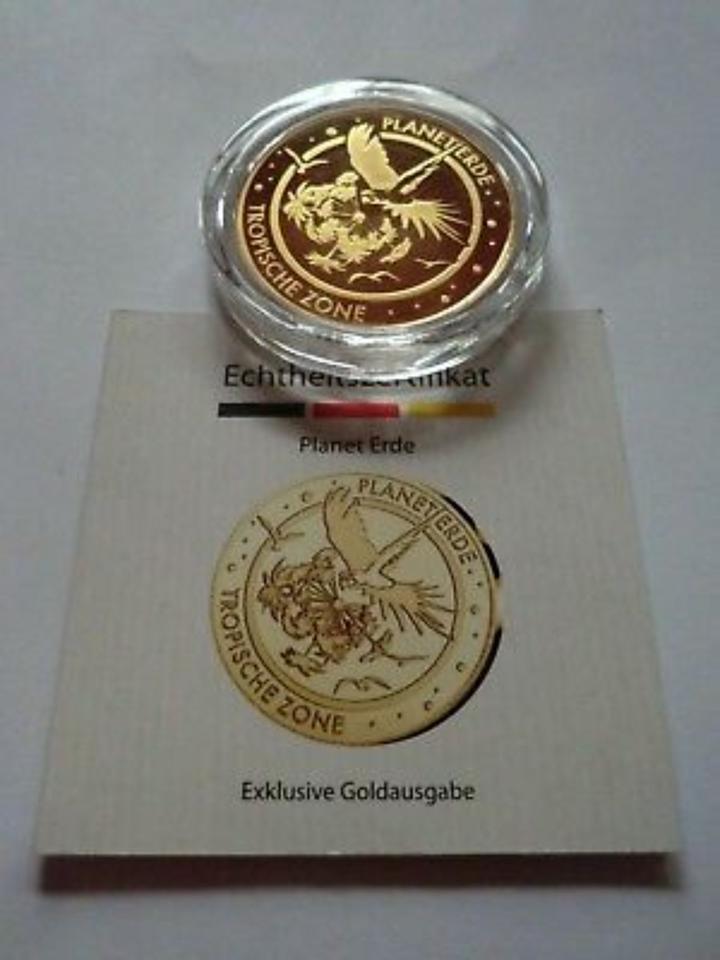 PLANET ERDE
TROPISCHE ZONE
Echtheitszertifikat
Planet Erde
PLANET ERDE
TROPISCHE ZONE
Exklusive Goldausgabe